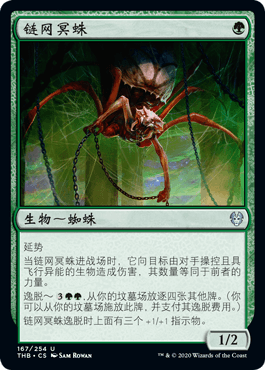 链网冥蛛
生物～蜘蛛
延势
当链网冥蛛进战场时，它向目标由对手操控且具
飞行异能的生物造成伤害，其数量等同于前者的
力量。
逸脱～3，从你的坟墓场放逐四张其他牌。（你
可以从你的坟墓场施放此牌，并支付其逸脱费用。）
链网冥蛛逸脱时上面有三个+1/+1指示物。
1/2
167/254 U
THB • CS SAM ROWAN
™ & © 2020 Wizards of the Coast